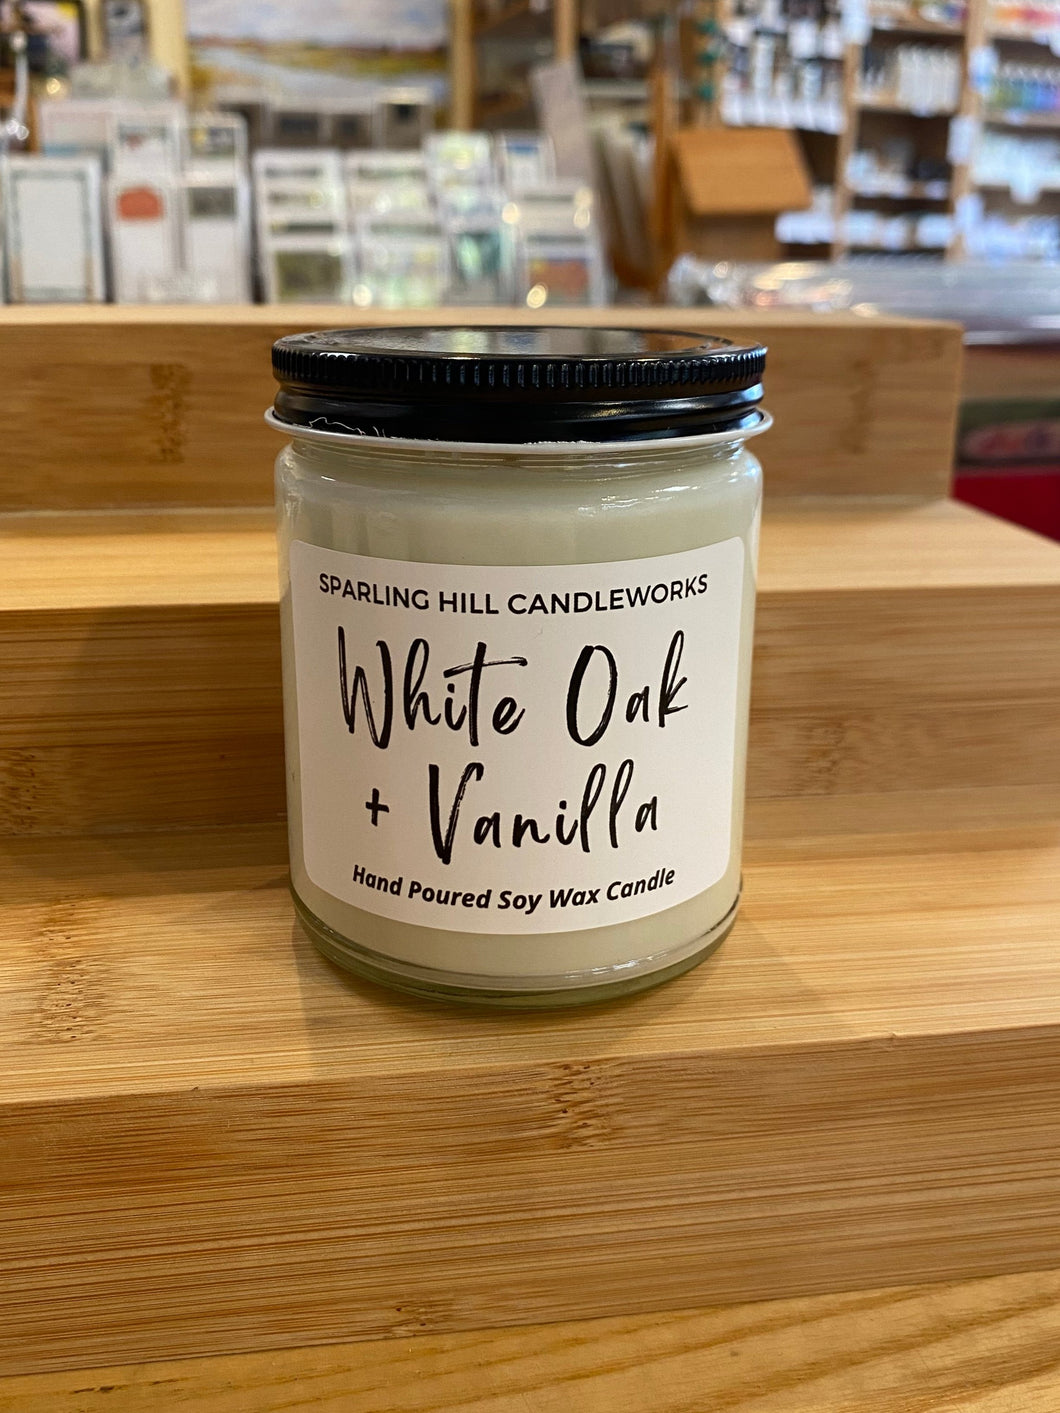 SPARLING HILL CANDLEWORKS
White Oak
+ Vanilla
Hand Poured Soy Wax Candle